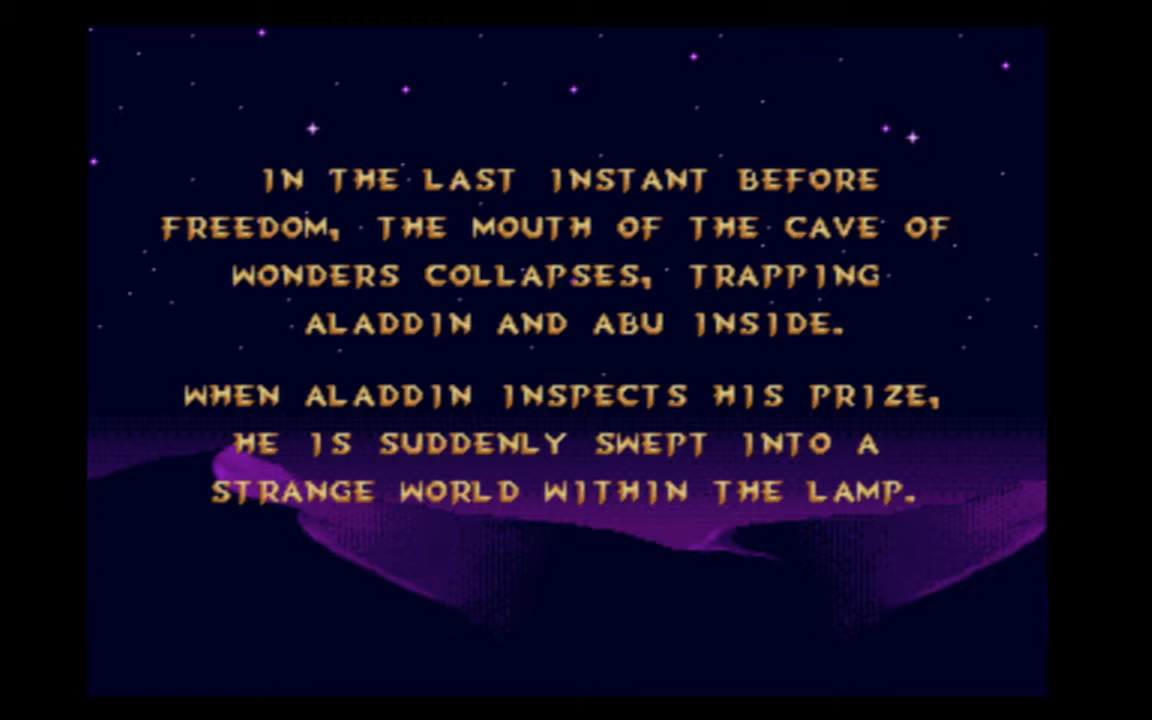 IN THE LAST INSTANT BEFORE
FREEDOM, THE MOUTH OF THE CAVE OF
WONDERS COLLAPSES, TRAPPING
ALADDIN AND ABU INSIDE.
WHEN ALADDIN INSPECTS HIS PRIZE,
HE IS SUDDENLY SWEPT INTO A
STRANGE WORLD WITHIN THE LAMP.